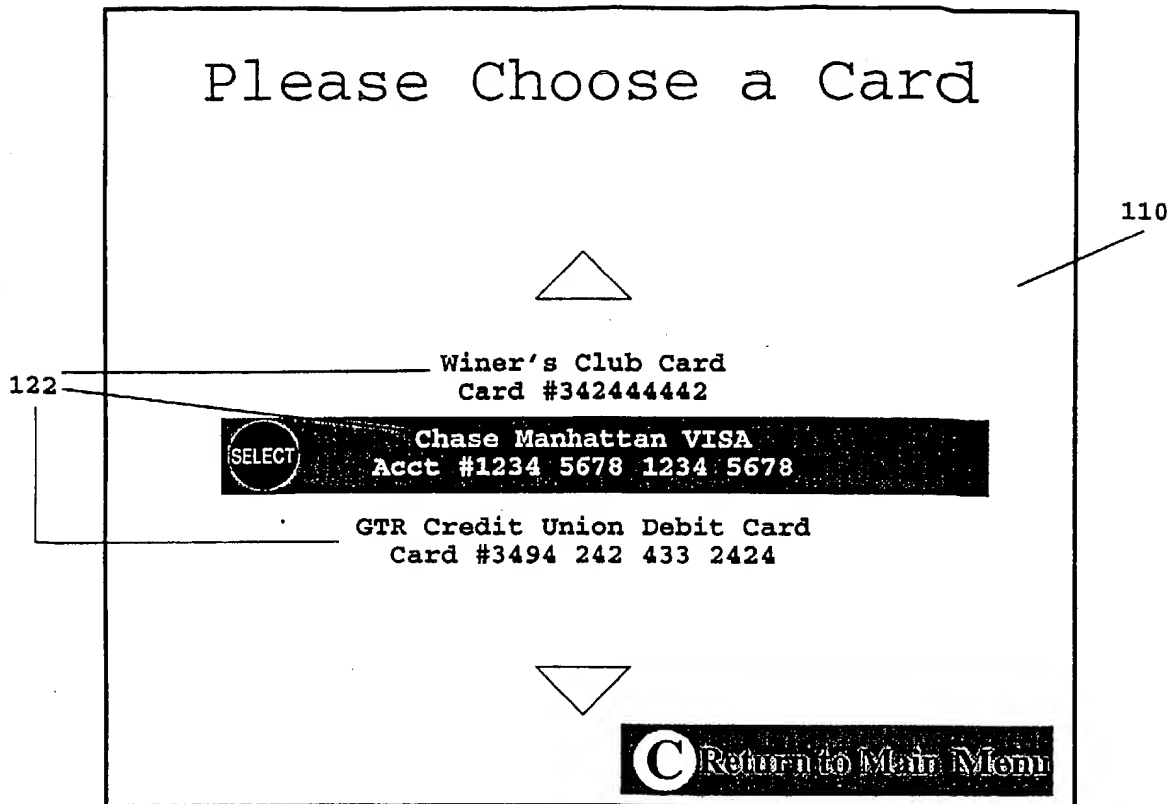 Please Choose a Card
110
Winer's Club Card
Card #342444442
122
SELECT
Chase Manhattan VISA
Acct #1234 5678 1234 5678
GTR Credit Union Debit Card
Card #3494 242 433 2424
C Return to Main Menu